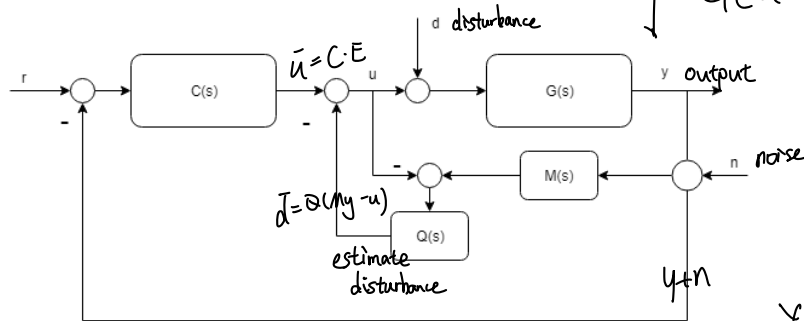 d disturbance
ū = C·E
r
C(s)
u
G(s)
y output
-
-
-
M(s)
n noise
d̄=Q(My-u)
Q(s)
estimate
disturbance
y+n